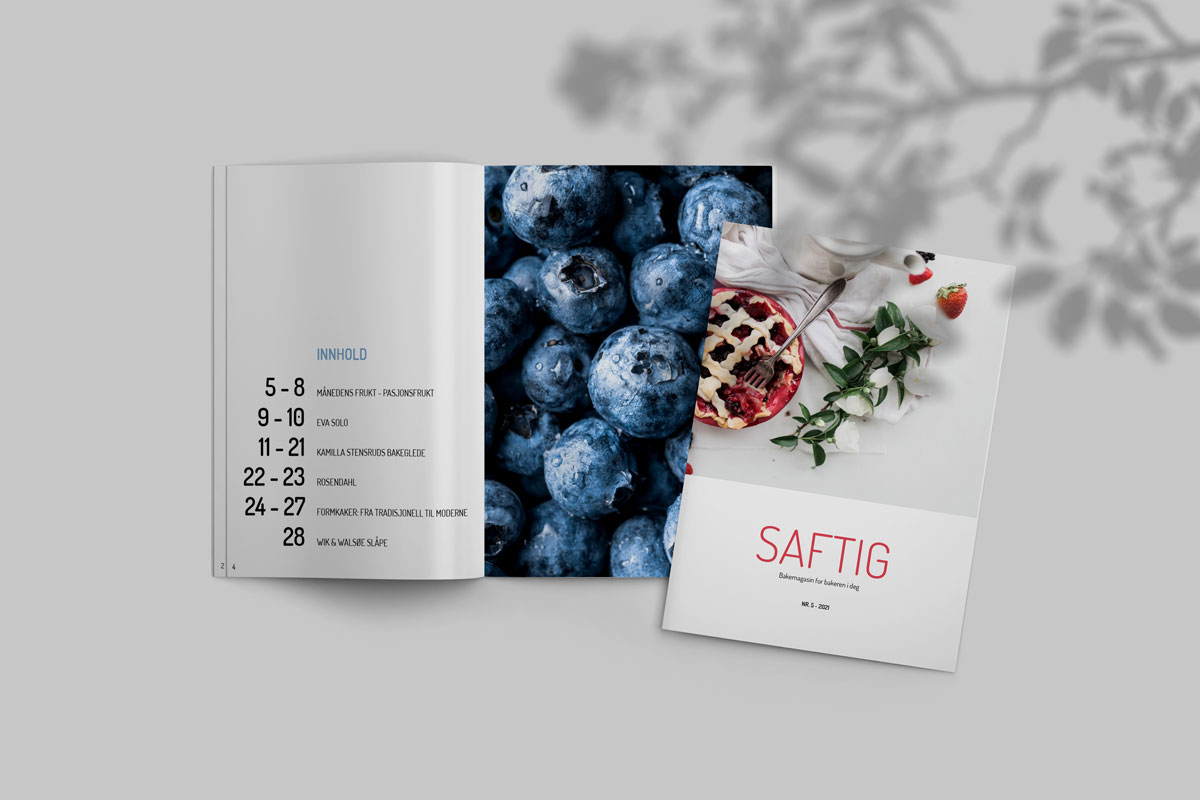 INNHOLD
5 - 8 MÅNEDENS FRUKT - PASJONSFRUKT
9 - 10 EVA SOLO
11 - 21 KAMILLA STENSRUDS BAKEGLEDE
22 - 23 ROSENDAHL
24 - 27 FORMKAKER: FRA TRADISJONELL TIL MODERNE
28 WIK & WALSØE SLÅPE
2 4
SAFTIG
Bakemagasin for bakeren i deg
NR. 5 - 2021